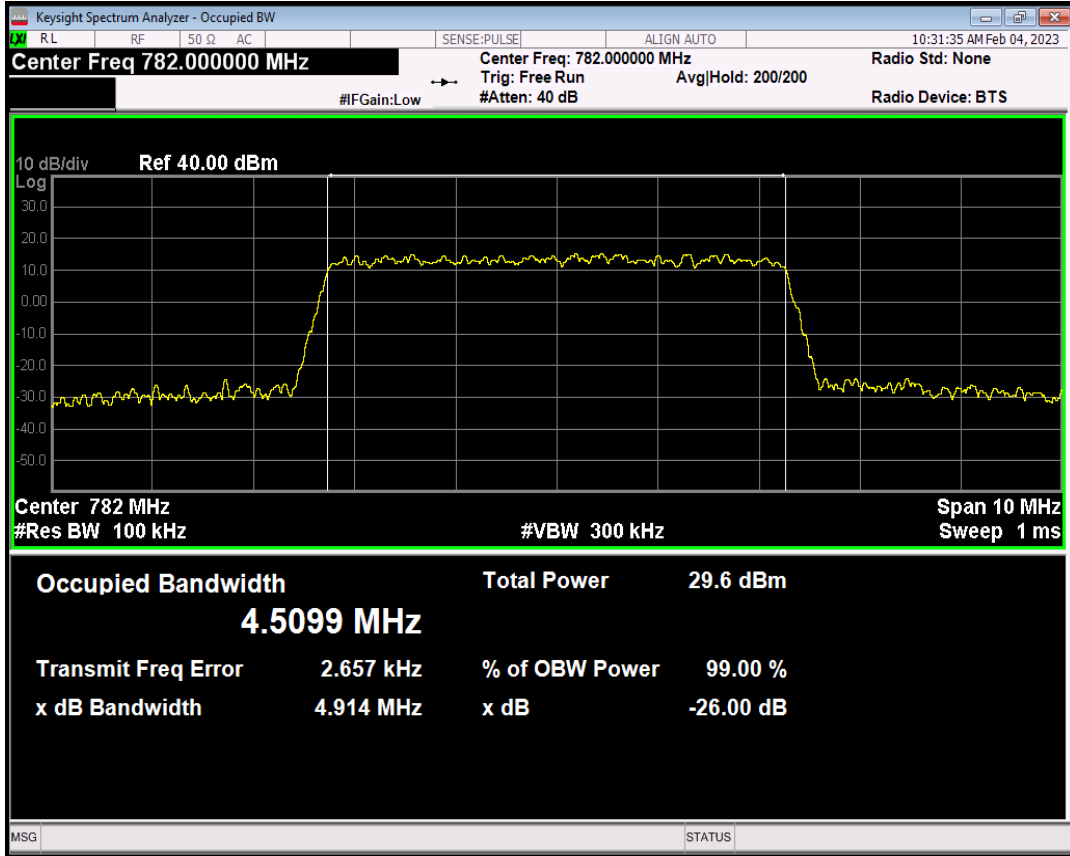 Keysight Spectrum Analyzer - Occupied BW
LXI RL RF 50 Ω AC SENSE:PULSE ALIGN AUTO 10:31:35 AM Feb 04, 2023
Center Freq 782.000000 MHz Center Freq: 782.000000 MHz Radio Std: None
Trig: Free Run Avg|Hold: 200/200
#IFGain:Low #Atten: 40 dB Radio Device: BTS
10 dB/div Ref 40.00 dBm
Log
30.0
20.0
10.0
0.00
-10.0
-20.0
-30.0
-40.0
-50.0
Center 782 MHz Span 10 MHz
#Res BW 100 kHz #VBW 300 kHz Sweep 1 ms
Occupied Bandwidth Total Power 29.6 dBm
4.5099 MHz
Transmit Freq Error 2.657 kHz % of OBW Power 99.00 %
x dB Bandwidth 4.914 MHz x dB -26.00 dB
MSG STATUS